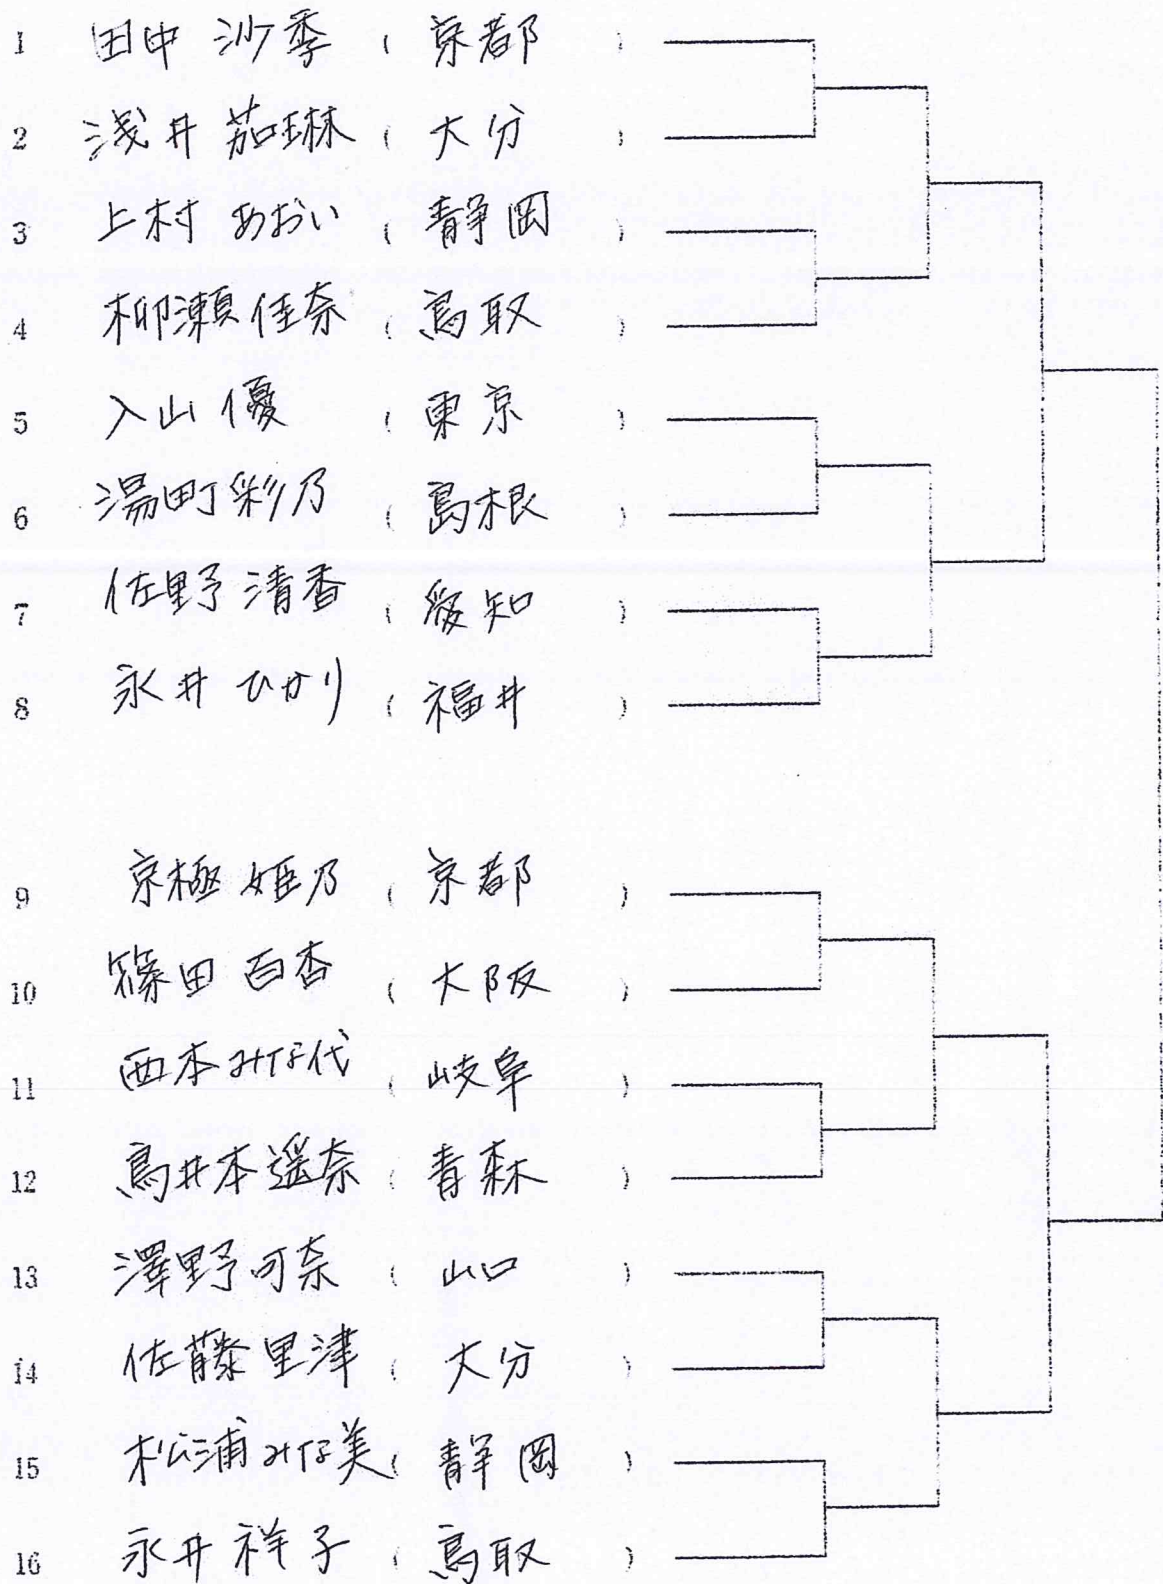 1 田中 沙季 (京都)
2 浅井 茄琳 (大分)
3 上村 あおい (静岡)
4 柳瀬 佳奈 (鳥取)
5 入山 優 (東京)
6 湯町 彩乃 (島根)
7 佐野 清香 (愛知)
8 永井 ひかり (福井)
9 京極 姫乃 (京都)
10 篠田 百杏 (大阪)
11 西本 みな代 (岐阜)
12 鳥井本 遥奈 (青森)
13 澤野 可奈 (山口)
14 佐藤 里津 (大分)
15 松浦 みな美 (静岡)
16 永井 祥子 (鳥取)